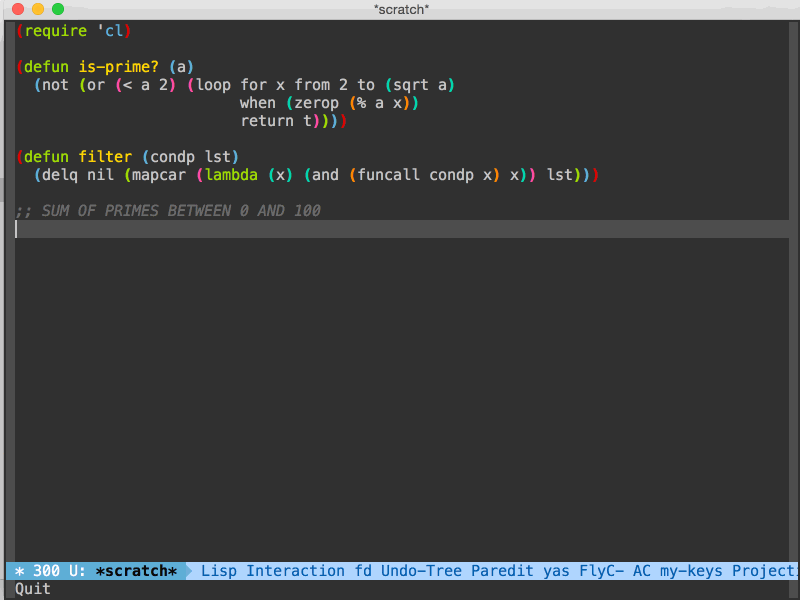 *scratch*
(require 'cl)
(defun is-prime? (a)
(not (or (< a 2) (loop for x from 2 to (sqrt a)
when (zerop (% a x))
return t))))
(defun filter (condp lst)
(delq nil (mapcar (lambda (x) (and (funcall condp x) x)) lst)))
;; SUM OF PRIMES BETWEEN 0 AND 100
* 300 U: *scratch* Lisp Interaction fd Undo-Tree Paredit yas FlyC- AC my-keys Projecti
Quit